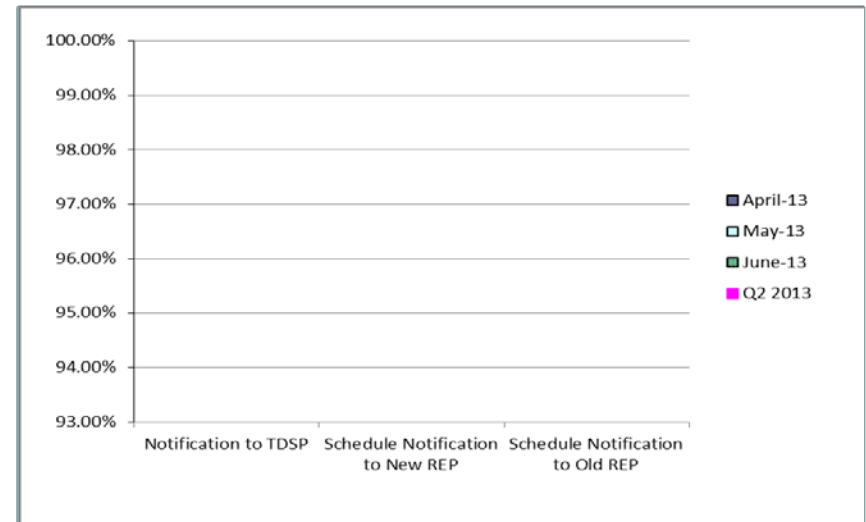 100.00%
99.00%
98.00%
97.00%
96.00%
95.00%
94.00%
93.00%
Notification to TDSP
Schedule Notification
to New REP
Schedule Notification
to Old REP
April-13
May-13
June-13
Q2 2013